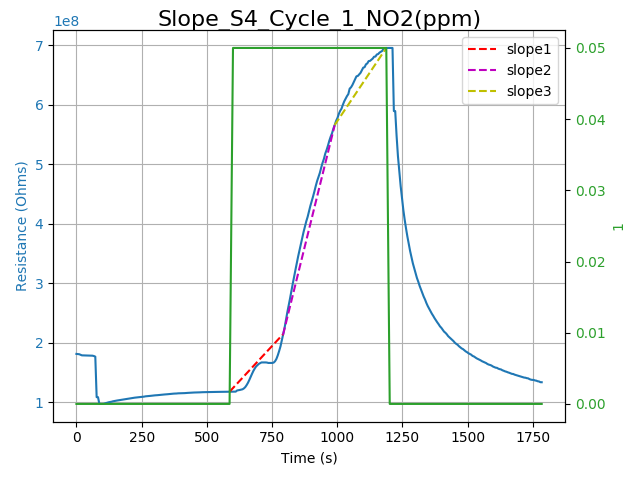 Slope_S4_Cycle_1_NO2(ppm)
1e8
slope1
slope2
slope3
7
6
5
4
3
2
1
Resistance (Ohms)
0.05
0.04
0.03
0.02
0.01
0.00
1
0 250 500 750 1000 1250 1500 1750
Time (s)